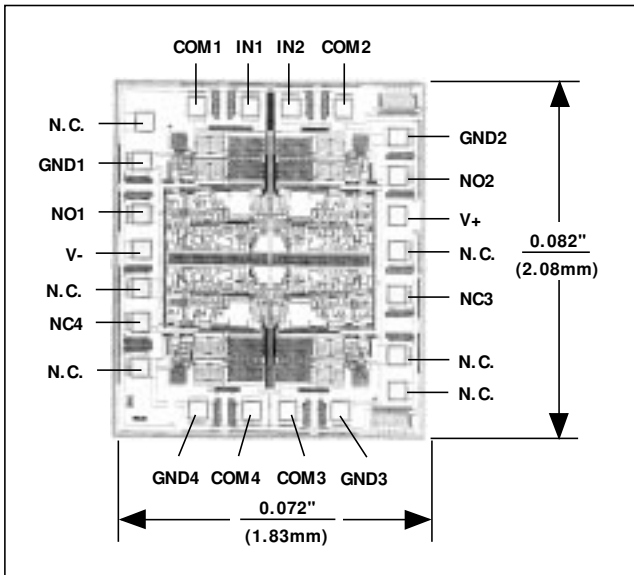 COM1 IN1 IN2 COM2
N.C.
GND1
NO1
V-
N.C.
NC4
N.C.
GND2
NO2
V+
N.C.
NC3
N.C.
N.C.
0.082"
(2.08mm)
GND4 COM4 COM3 GND3
0.072"
(1.83mm)